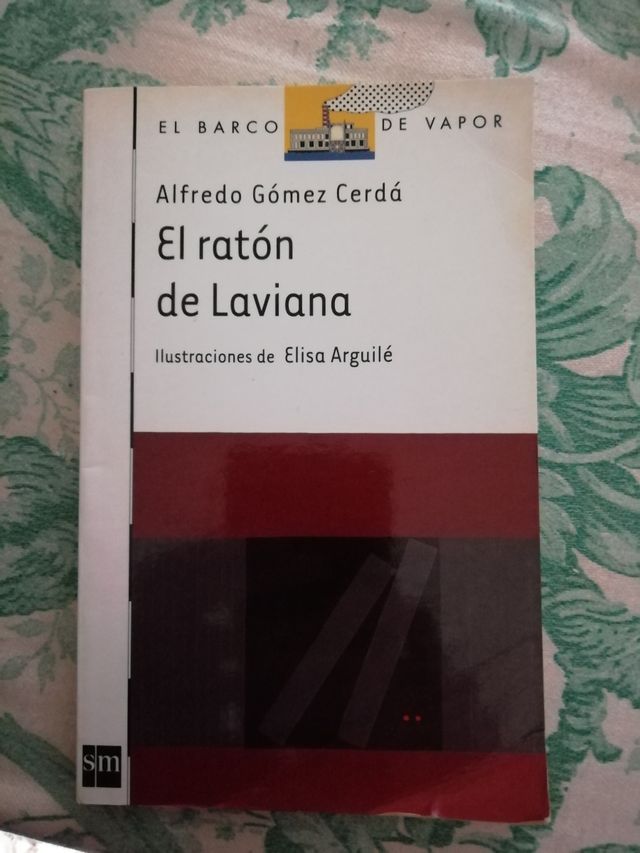 EL BARCO DE VAPOR
Alfredo Gómez Cerdá
El ratón
de Laviana
Ilustraciones de Elisa Arguilé
sm